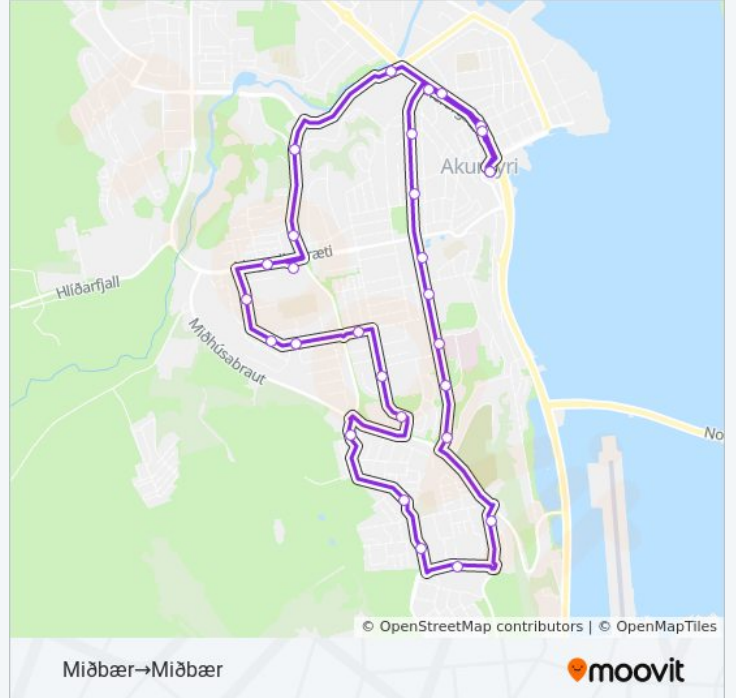 Akureyri
Hlíðarfjall
Miðhúsabraut
No
© OpenStreetMap contributors | © OpenMapTiles
Miðbær→Miðbær
moovit